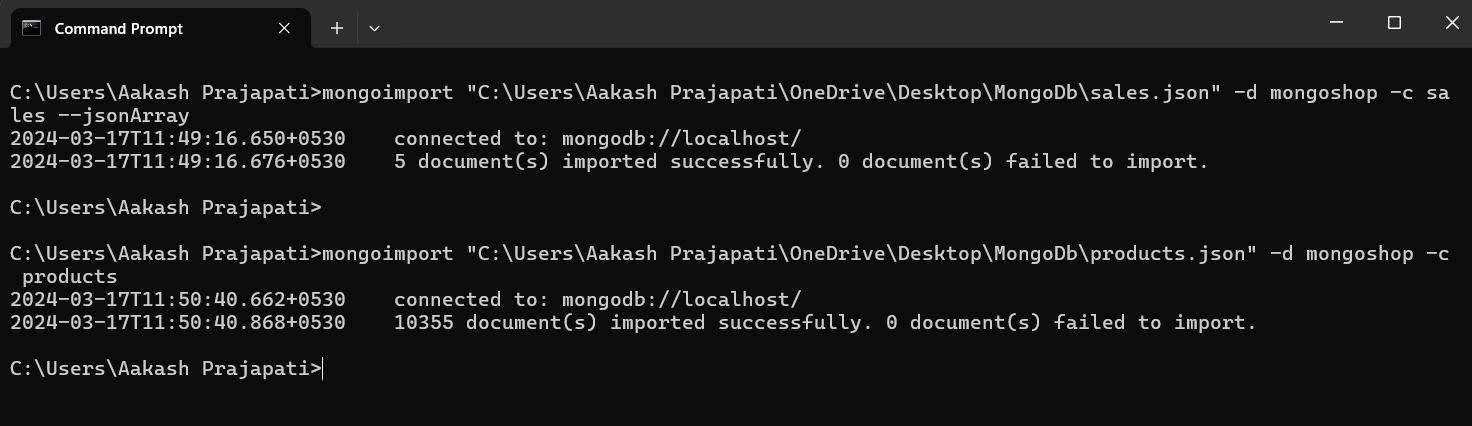 Command Prompt
C:\Users\Aakash Prajapati>mongoimport "C:\Users\Aakash Prajapati\OneDrive\Desktop\MongoDb\sales.json" -d mongoshop -c sa
les --jsonArray
2024-03-17T11:49:16.650+0530    connected to: mongodb://localhost/
2024-03-17T11:49:16.676+0530    5 document(s) imported successfully. 0 document(s) failed to import.
C:\Users\Aakash Prajapati>
C:\Users\Aakash Prajapati>mongoimport "C:\Users\Aakash Prajapati\OneDrive\Desktop\MongoDb\products.json" -d mongoshop -c
 products
2024-03-17T11:50:40.662+0530    connected to: mongodb://localhost/
2024-03-17T11:50:40.868+0530    10355 document(s) imported successfully. 0 document(s) failed to import.
C:\Users\Aakash Prajapati>